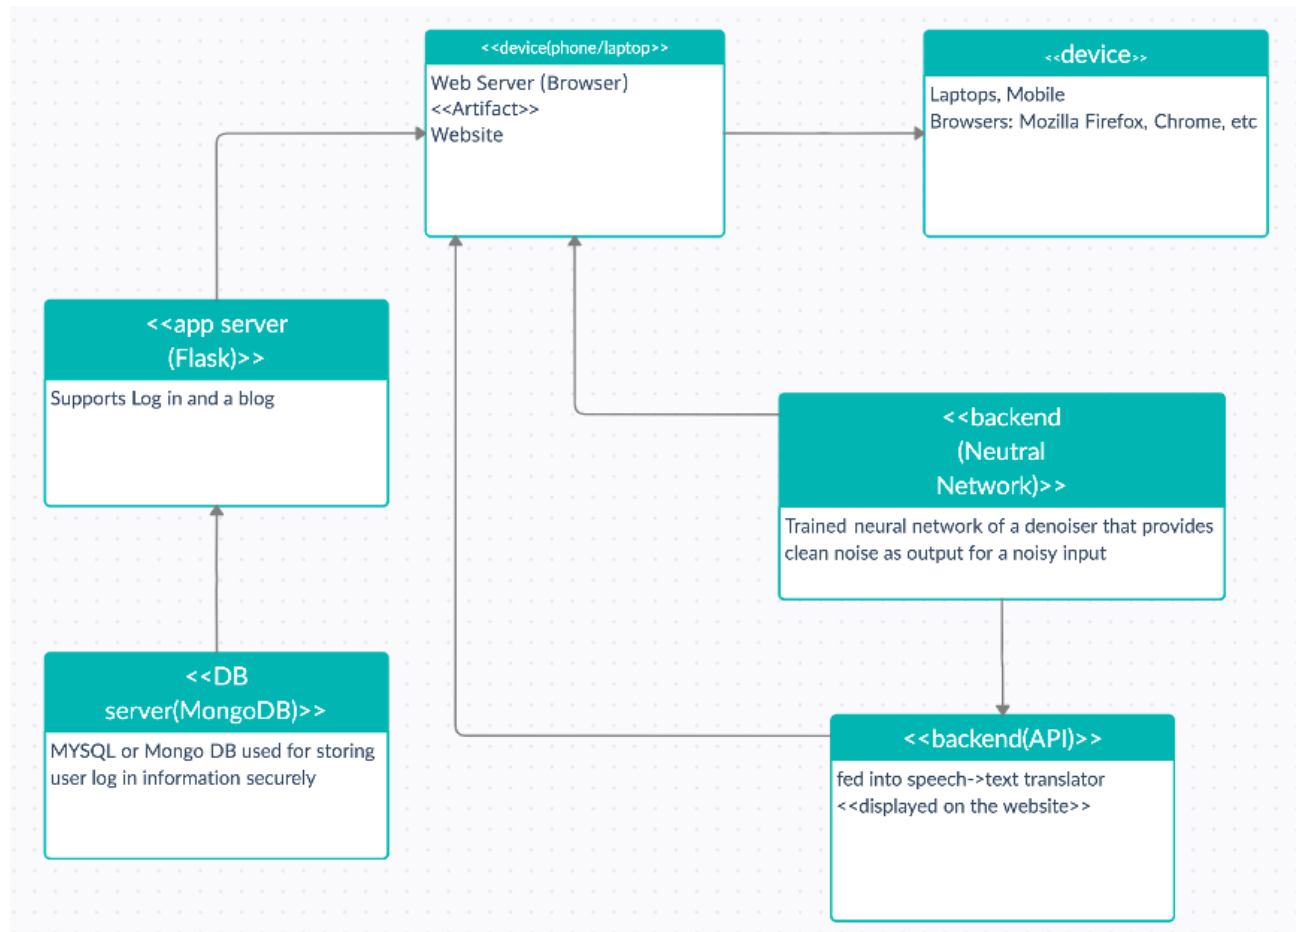 <<device(phone/laptop>>
Web Server (Browser)
<<Artifact>>
Website
<<device>>
Laptops, Mobile
Browsers: Mozilla Firefox, Chrome, etc
<<app server
(Flask)>>
Supports Log in and a blog
<<backend
(Neutral
Network)>>
Trained neural network of a denoiser that provides
clean noise as output for a noisy input
<<DB
server(MongoDB)>>
MYSQL or Mongo DB used for storing
user log in information securely
<<backend(API)>>
fed into speech->text translator
<<displayed on the website>>